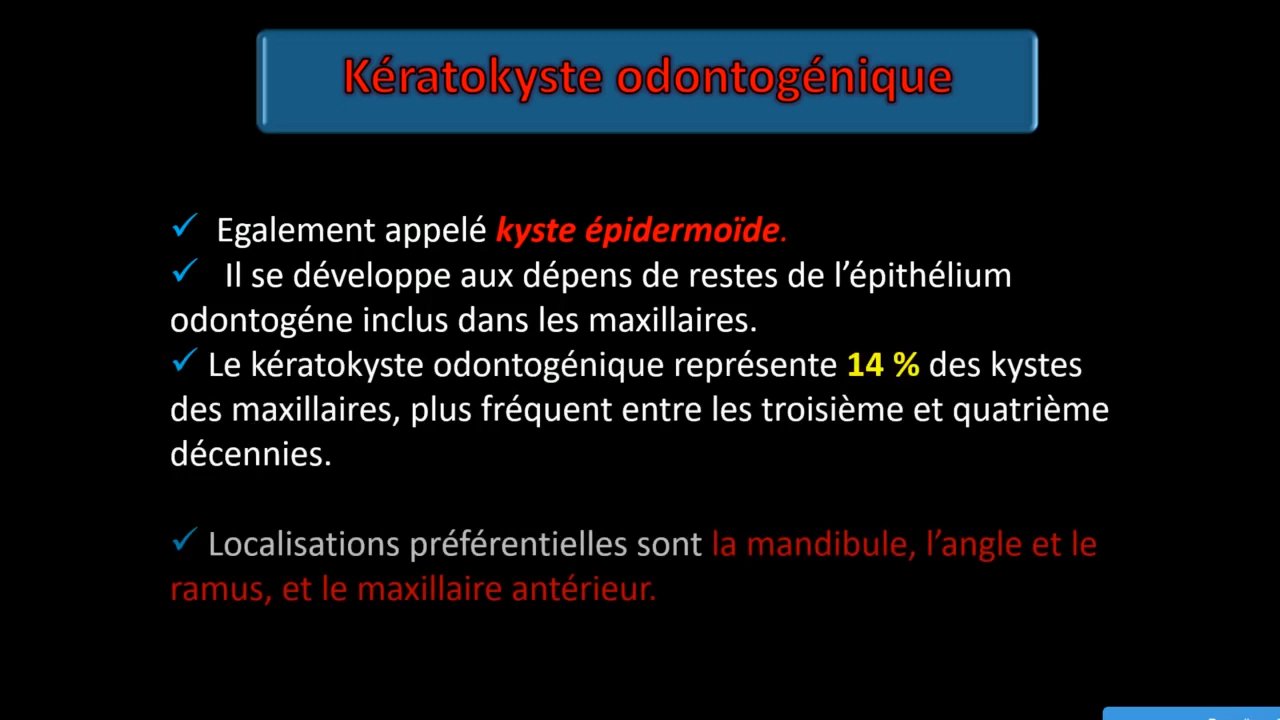 Kératokyste odontogénique
✓ Egalement appelé kyste épidermoïde.
✓ Il se développe aux dépens de restes de l’épithélium
odontogéne inclus dans les maxillaires.
✓ Le kératokyste odontogénique représente 14 % des kystes
des maxillaires, plus fréquent entre les troisième et quatrième
décennies.
✓ Localisations préférentielles sont la mandibule, l’angle et le
ramus, et le maxillaire antérieur.